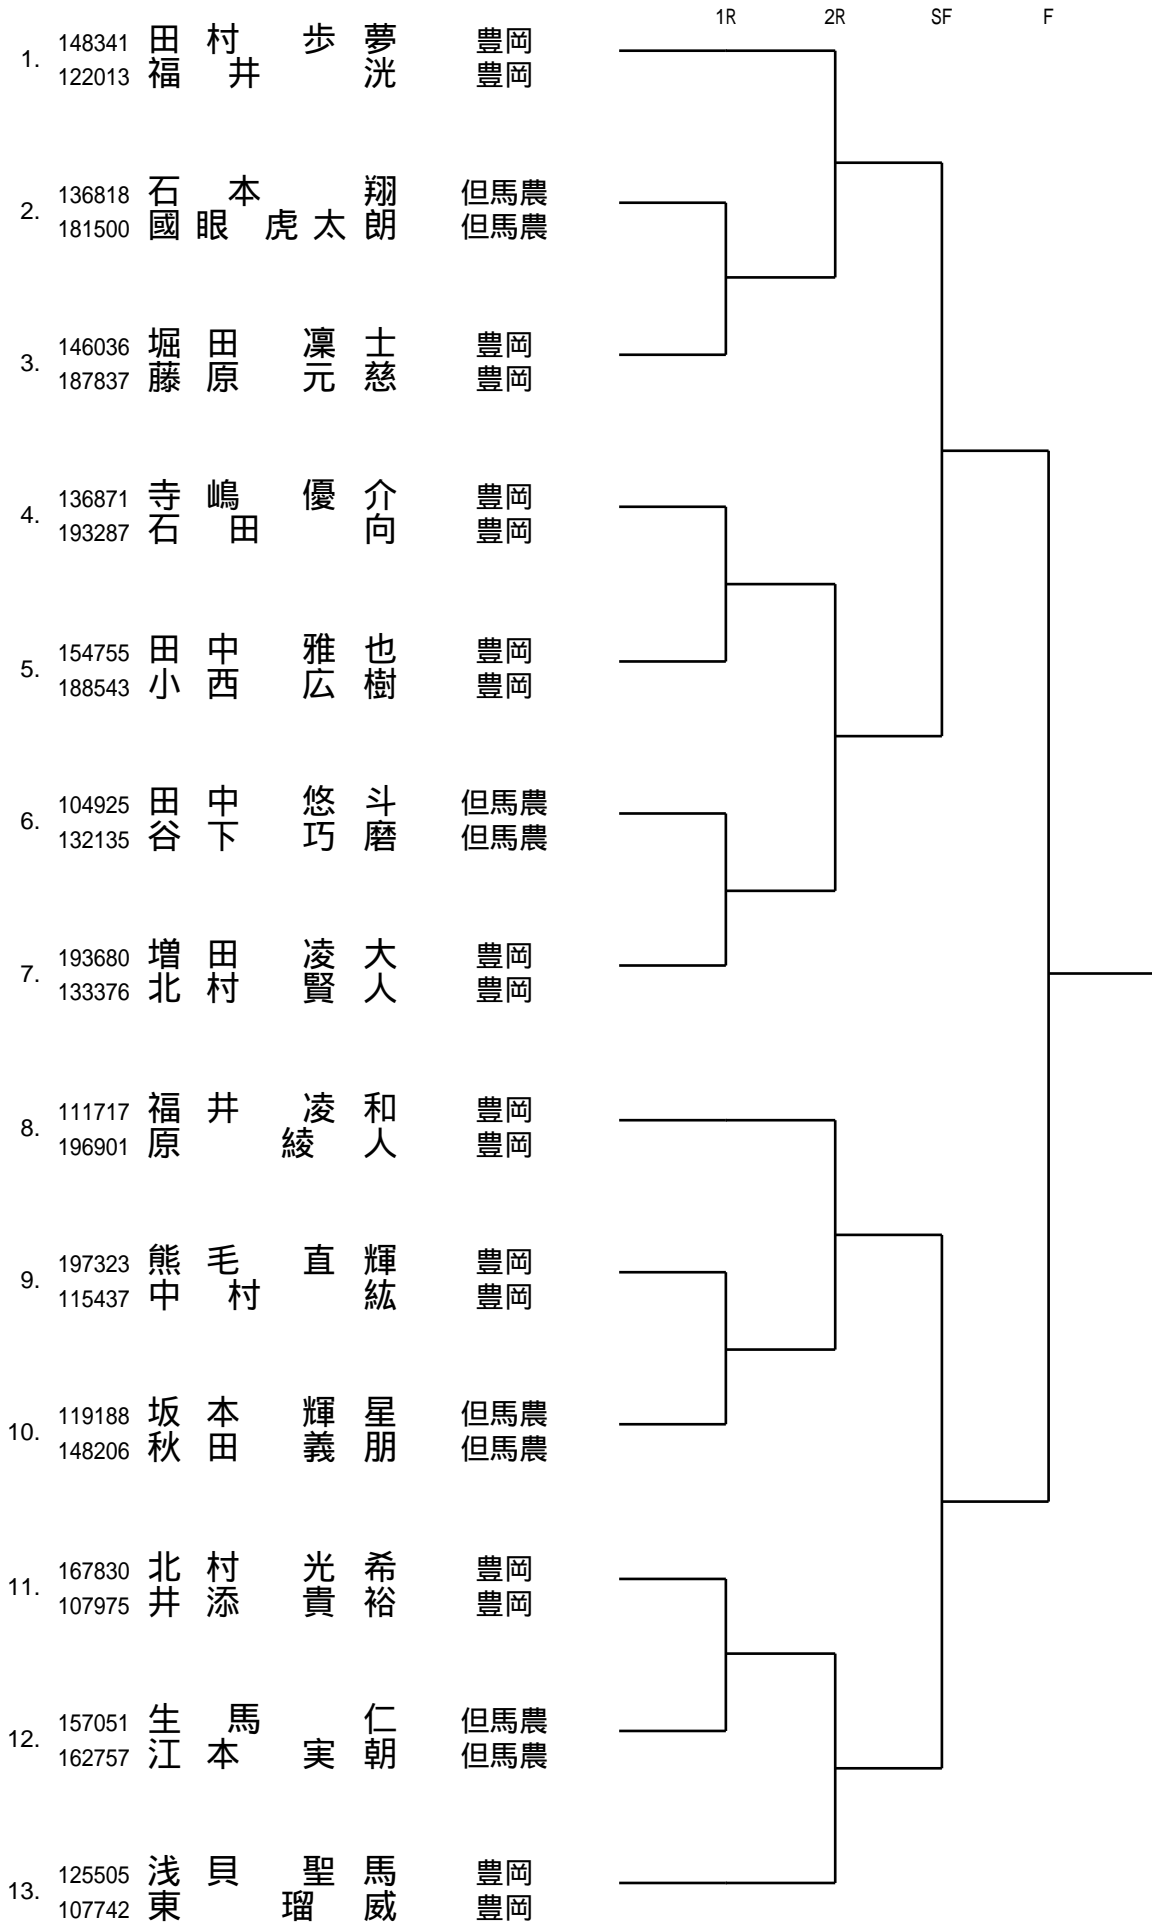 1R 2R SF F
1. 148341 田村 歩夢 豊岡
122013 福井 洸 豊岡
2. 136818 石本 翔 但馬農
181500 國眼 虎太朗 但馬農
3. 146036 堀田 凜士 豊岡
187837 藤原 元慈 豊岡
4. 136871 寺嶋 優介 豊岡
193287 石田 向 豊岡
5. 154755 田中 雅也 豊岡
188543 小西 広樹 豊岡
6. 104925 田中 悠斗 但馬農
132135 谷下 巧磨 但馬農
7. 193680 増田 凌大 豊岡
133376 北村 賢人 豊岡
8. 111717 福井 凌和 豊岡
196901 原 綾人 豊岡
9. 197323 熊毛 直輝 豊岡
115437 中村 紘 豊岡
10. 119188 坂本 輝星 但馬農
148206 秋田 義朋 但馬農
11. 167830 北村 光希 豊岡
107975 井添 貴裕 豊岡
12. 157051 生馬 仁 但馬農
162757 江本 実朝 但馬農
13. 125505 浅貝 聖馬 豊岡
107742 東 瑠威 豊岡